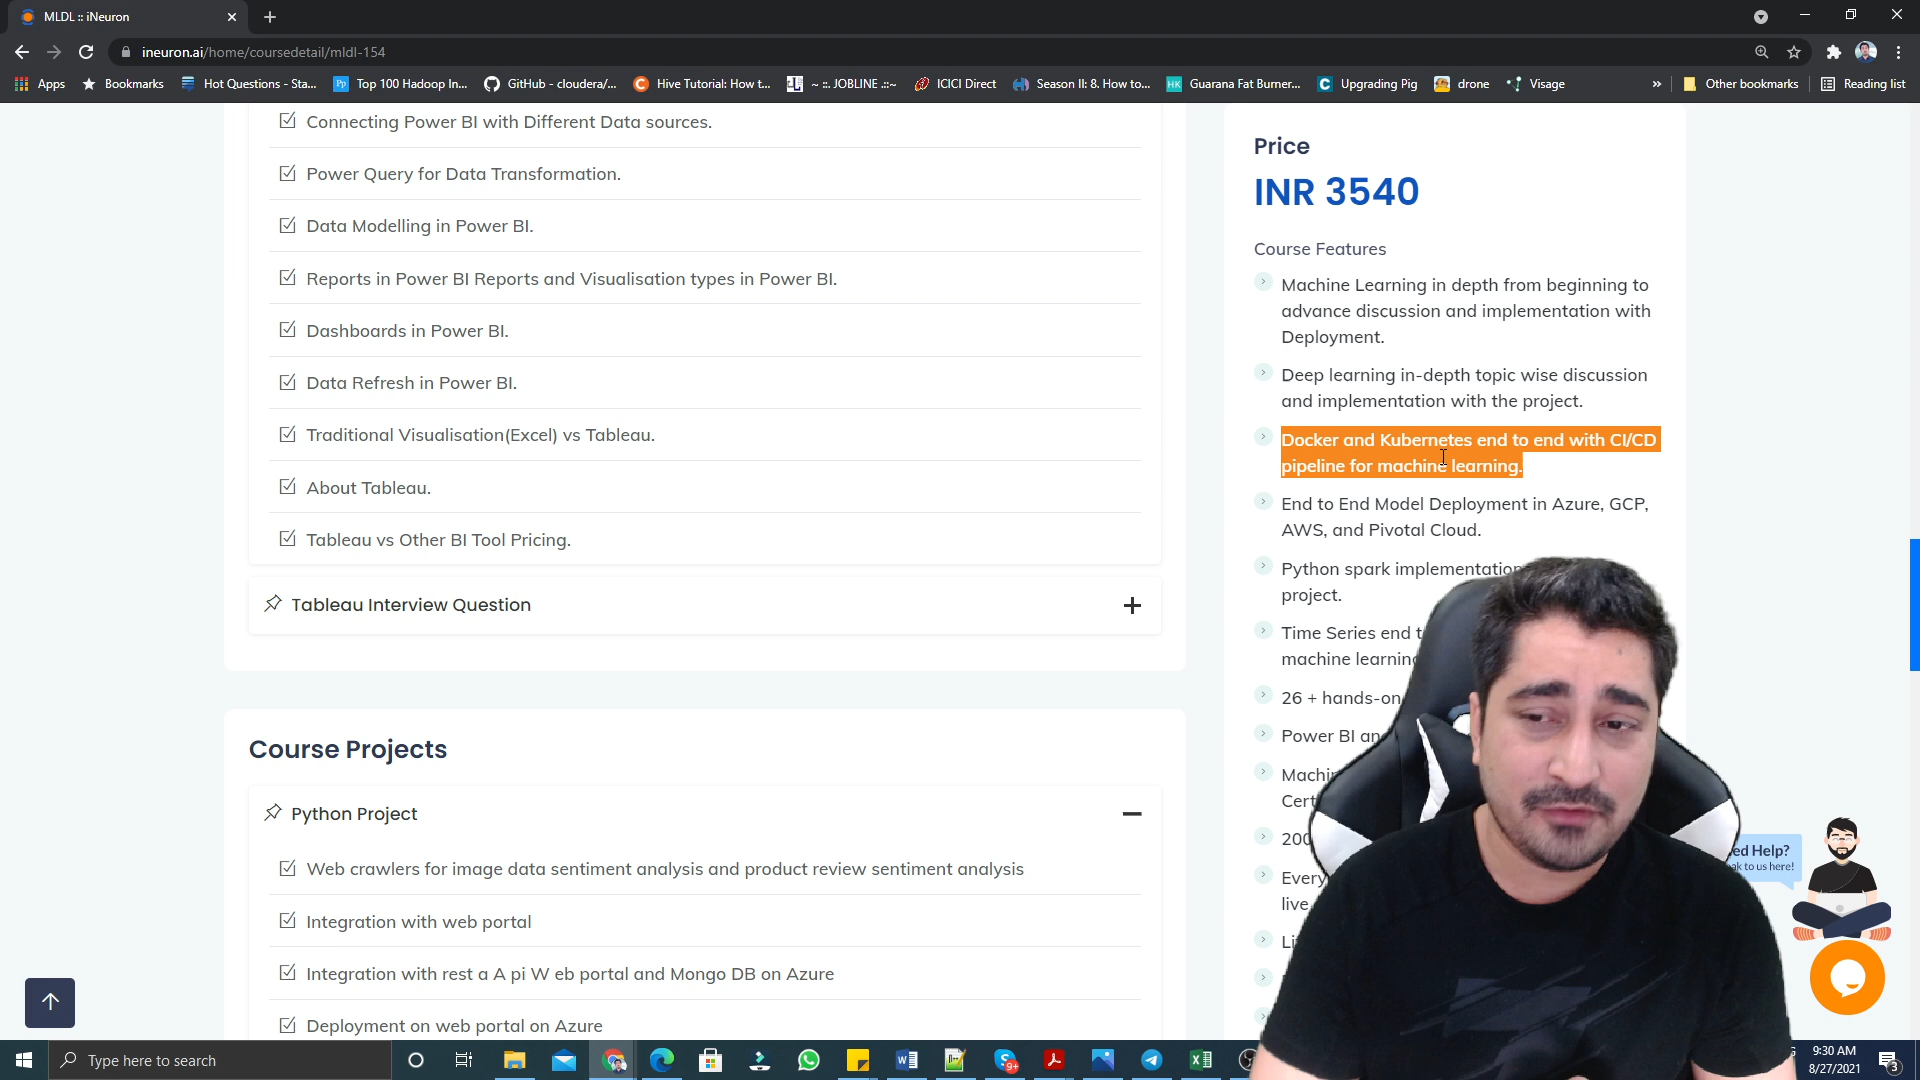 MLDL :: iNeuron
ineuron.ai/home/coursedetail/mldl-154
Apps
Bookmarks
Hot Questions - Sta...
Top 100 Hadoop In...
GitHub - cloudera/...
Hive Tutorial: How t...
~ ::. JOBLINE .::~
ICICI Direct
Season II: 8. How to...
Guarana Fat Burner...
Upgrading Pig
drone
Visage
»
Other bookmarks
Reading list
Connecting Power BI with Different Data sources.
Power Query for Data Transformation.
Data Modelling in Power BI.
Reports in Power BI Reports and Visualisation types in Power BI.
Dashboards in Power BI.
Data Refresh in Power BI.
Traditional Visualisation(Excel) vs Tableau.
About Tableau.
Tableau vs Other BI Tool Pricing.
Tableau Interview Question
Course Projects
Python Project
Web crawlers for image data sentiment analysis and product review sentiment analysis
Integration with web portal
Integration with rest a A pi W eb portal and Mongo DB on Azure
Deployment on web portal on Azure
Price
INR 3540
Course Features
Machine Learning in depth from beginning to
advance discussion and implementation with
Deployment.
Deep learning in-depth topic wise discussion
and implementation with the project.
Docker and Kubernetes end to end with CI/CD
pipeline for machine learning.
End to End Model Deployment in Azure, GCP,
AWS, and Pivotal Cloud.
Python spark implementation
project.
Time Series end
machine learning
26 + hands-on
Power BI
Every
live
Help?
to us here!
Type here to search
9+
9:30 AM
8/27/2021
3